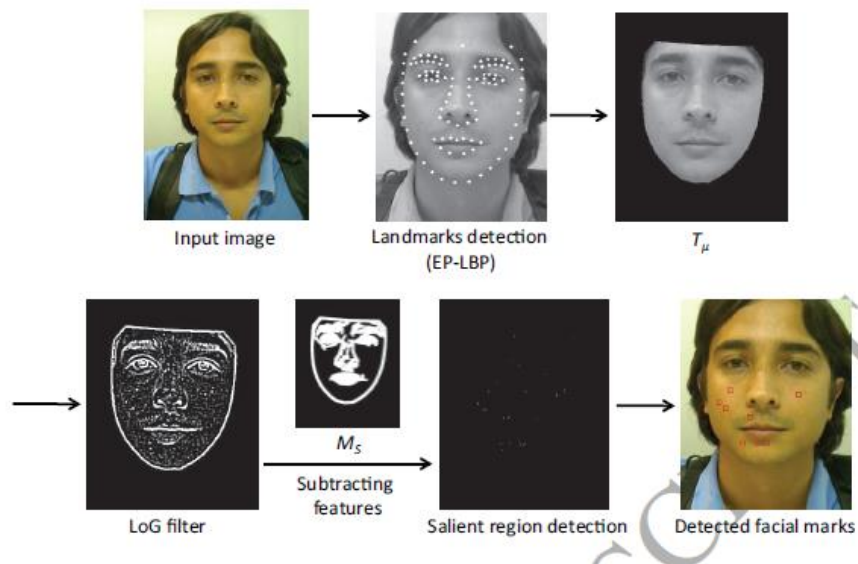 Input image
Landmarks detection
(EP-LBP)
Tμ
LoG filter
MS
Subtracting
features
Salient region detection
Detected facial marks